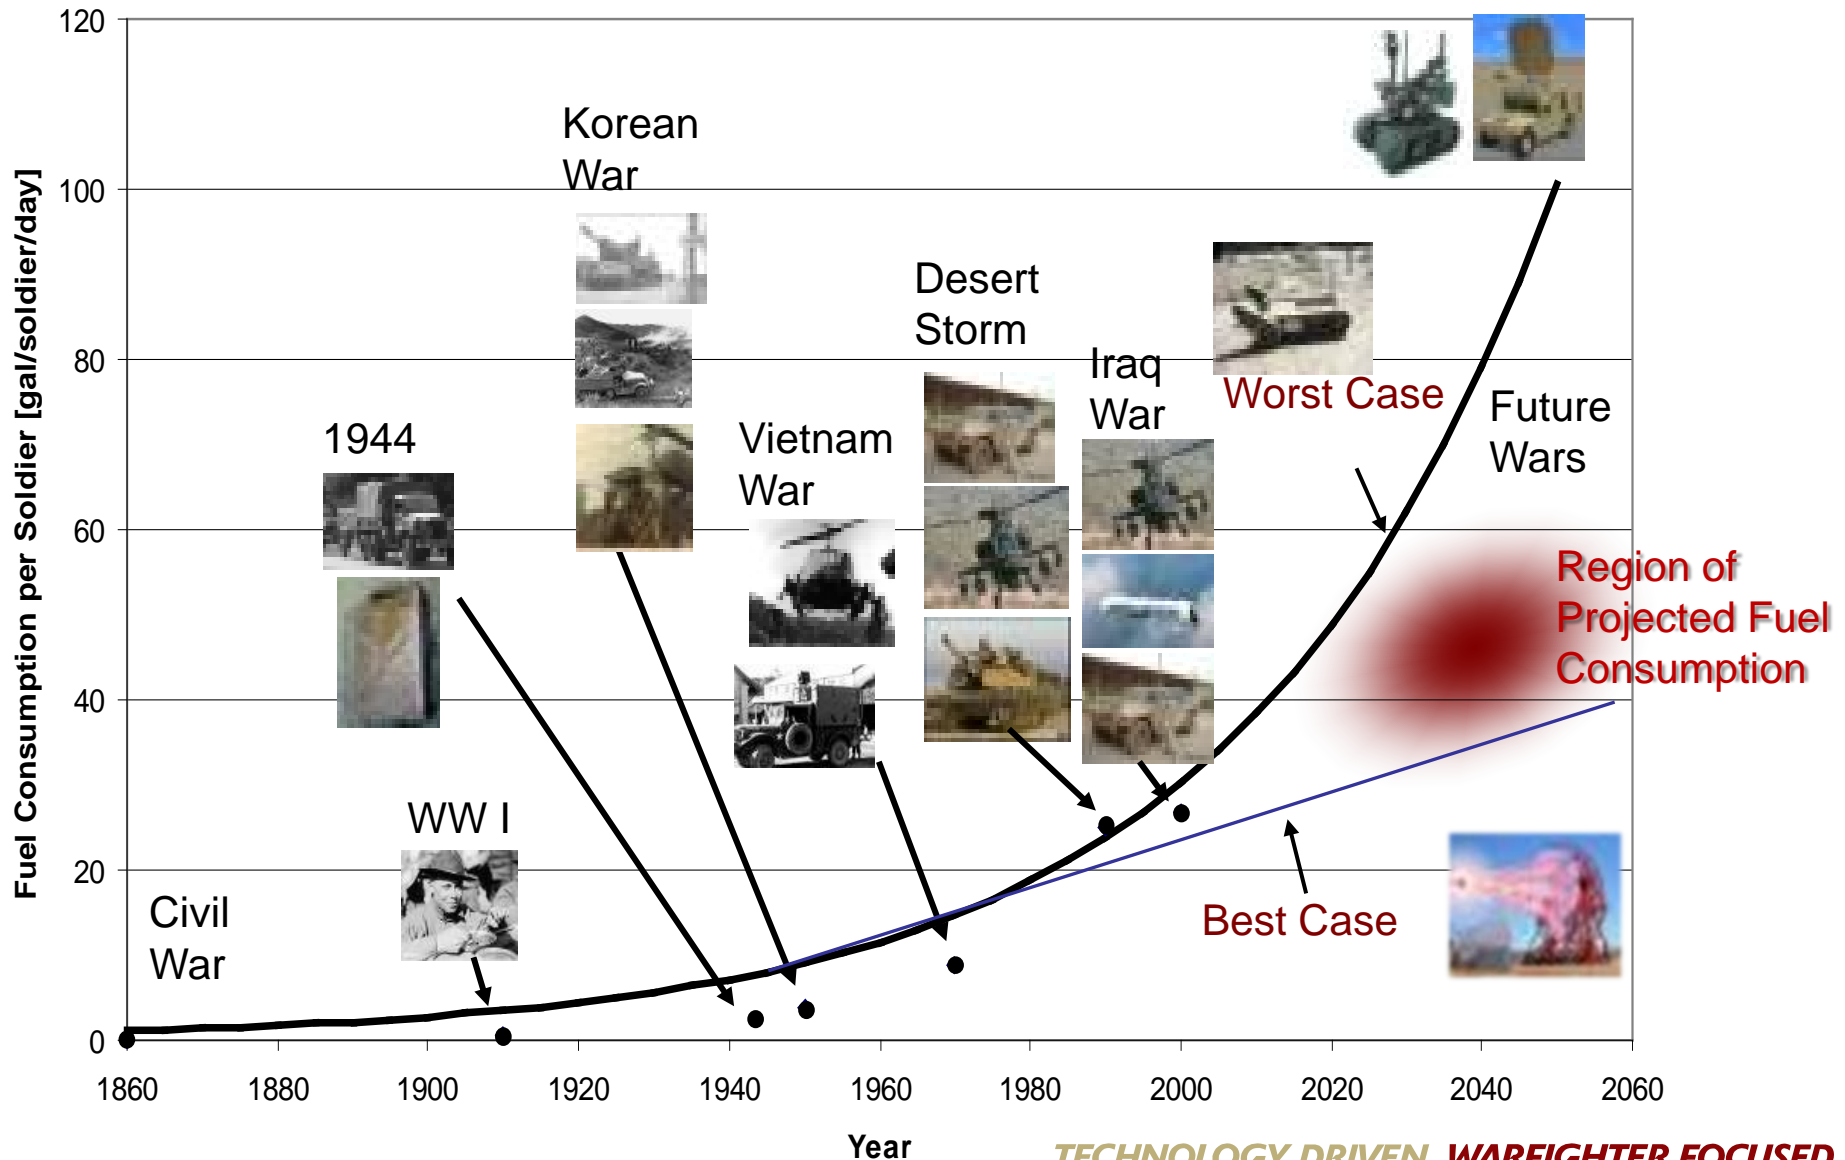 120
100
80
60
40
20
0
Fuel Consumption per Soldier [gal/soldier/day]
Korean
War
Desert
Storm
Iraq
War
Worst Case
Future
Wars
1944
Vietnam
War
Region of
Projected Fuel
Consumption
WW I
Civil
War
Best Case
1860 1880 1900 1920 1940 1960 1980 2000 2020 2040 2060
Year
TECHNOLOGY DRIVEN. WARFIGHTER FOCUSED